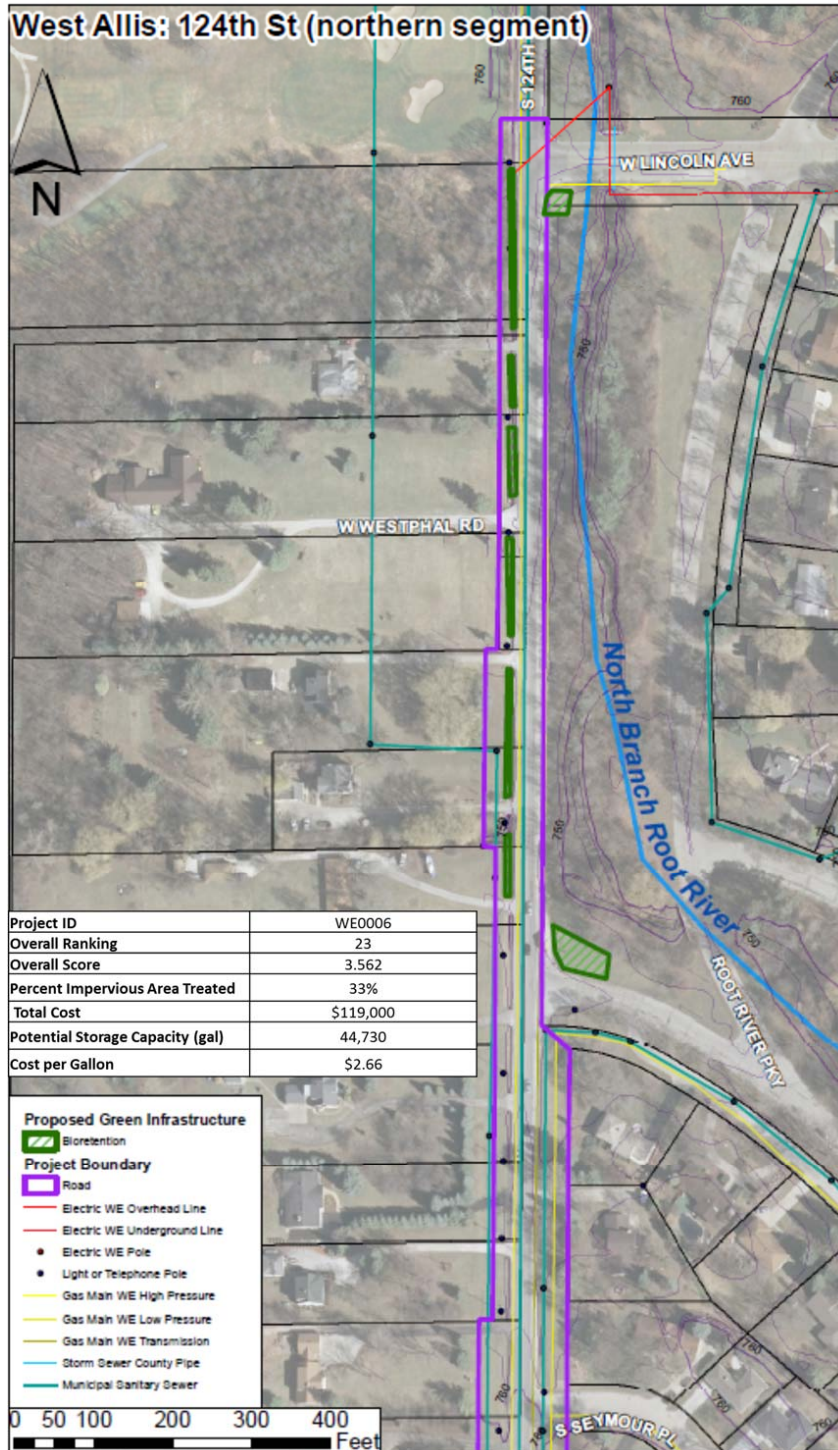 West Allis: 124th St (northern segment)
760
S 124TH
760
W LINCOLN AVE
N
750
W WESTPHAL RD
North Branch Root River
750
750
Project ID WE0006
Overall Ranking 23
Overall Score 3.562
Percent Impervious Area Treated 33%
Total Cost $119,000
Potential Storage Capacity (gal) 44,730
Cost per Gallon $2.66
750
ROOT RIVER PKY
Proposed Green Infrastructure
Bioretention
Project Boundary
Road
Electric WE Overhead Line
Electric WE Underground Line
Electric WE Pole
Light or Telephone Pole
Gas Main WE High Pressure
Gas Main WE Low Pressure
Gas Main WE Transmission
Storm Sewer County Pipe
Municipal Sanitary Sewer
760
760
S SEYMOUR PL
0 50 100 200 300 400
Feet